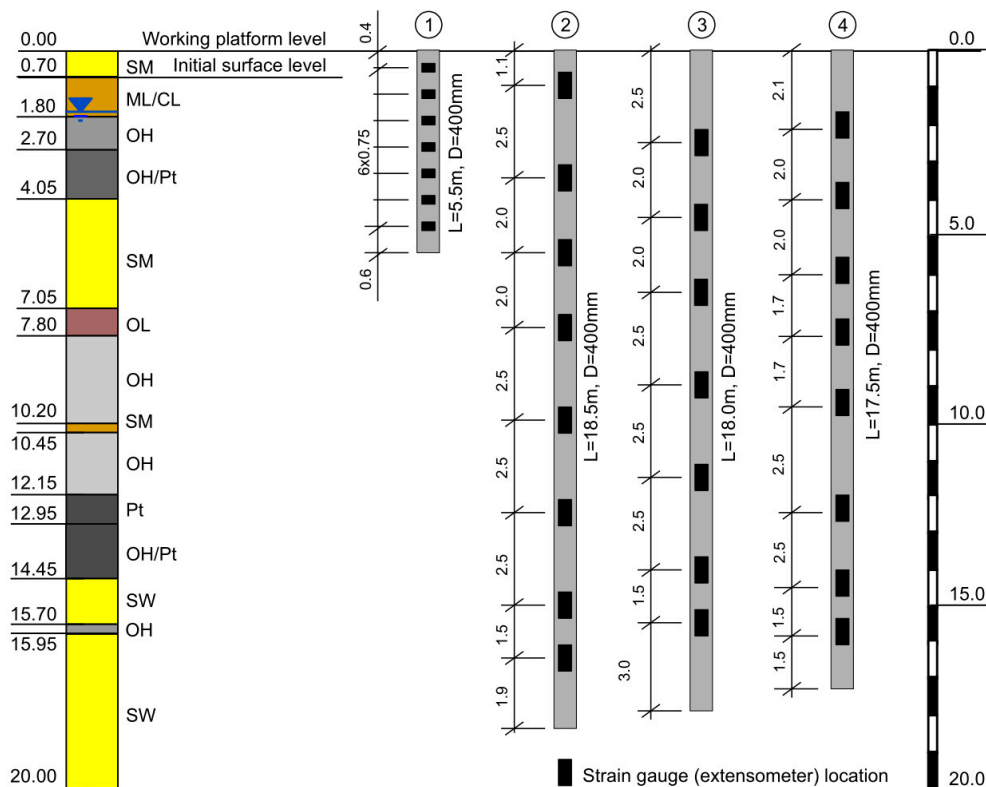 0.00 Working platform level
0.70 SM Initial surface level
1.80 ML/CL
2.70 OH
4.05 OH/Pt
7.05 SM
7.80 OL
OH
10.20 SM
10.45
OH
12.15
12.95 Pt
14.45 OH/Pt
SW
15.70
OH
15.95
SW
20.00
1
0.4
6x0.75
0.6
L=5.5m, D=400mm
2
1.1
2.5
2.0
2.0
2.5
2.5
2.5
1.5
1.9
L=18.5m, D=400mm
3
2.5
2.0
2.0
2.5
2.5
2.5
1.5
3.0
L=18.0m, D=400mm
4
2.1
2.0
2.0
1.7
1.7
2.5
2.5
1.5
1.5
L=17.5m, D=400mm
0.0
5.0
10.0
15.0
20.0
Strain gauge (extensometer) location